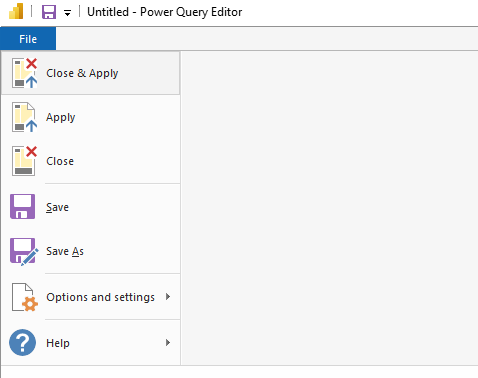 Untitled - Power Query Editor
File
Close & Apply
Apply
Close
Save
Save As
Options and settings
Help